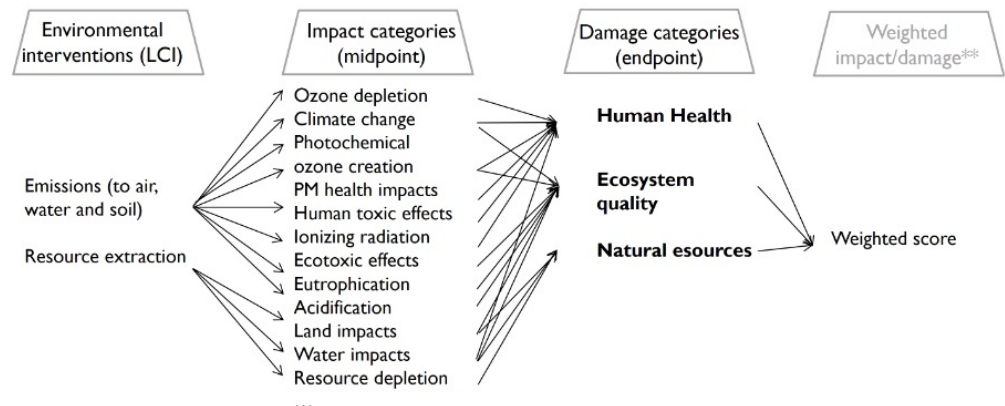 Environmental
interventions (LCI)
Impact categories
(midpoint)
Damage categories
(endpoint)
Weighted
impact/damage**
Emissions (to air,
water and soil)
Resource extraction
Ozone depletion
Climate change
Photochemical
ozone creation
PM health impacts
Human toxic effects
Ionizing radiation
Ecotoxic effects
Eutrophication
Acidification
Land impacts
Water impacts
Resource depletion
Human Health
Ecosystem
quality
Natural esources
Weighted score